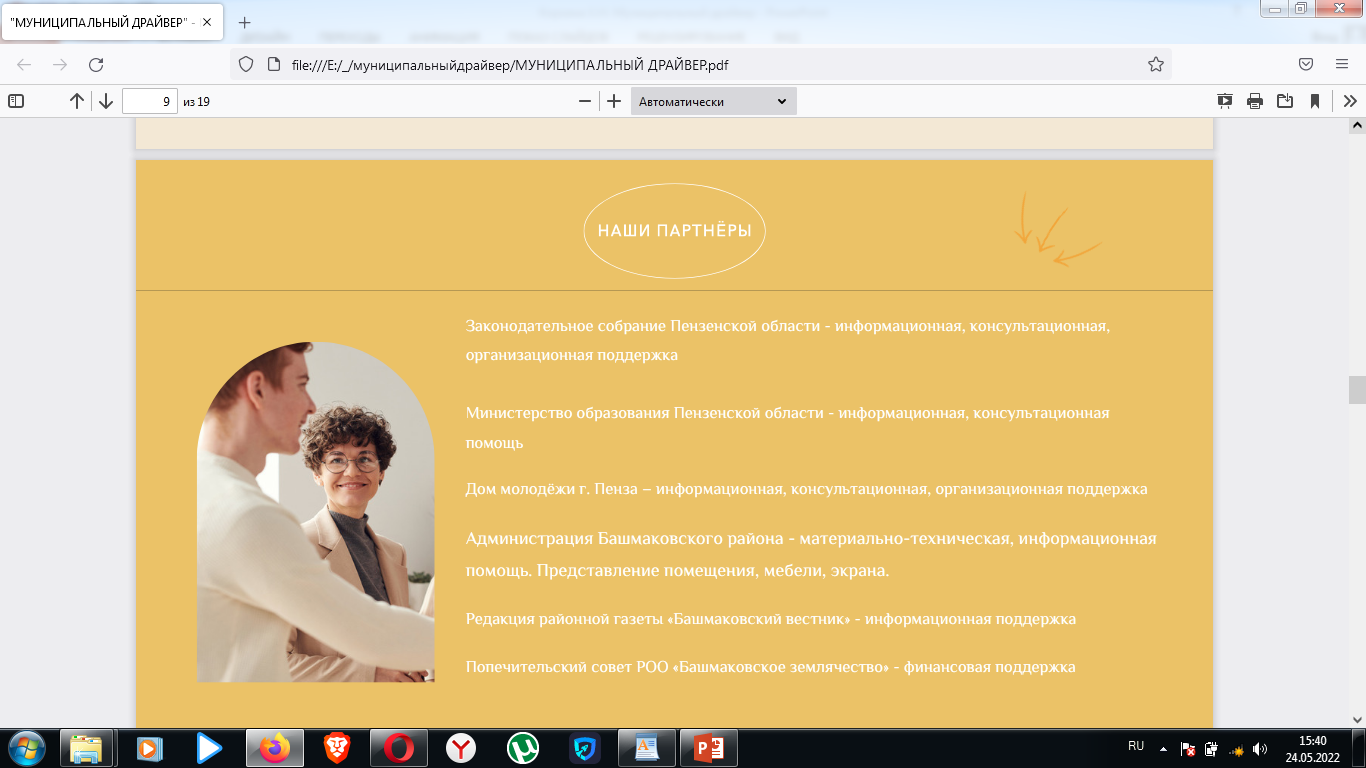 "МУНИЦИПАЛЬНЫЙ ДРАЙВЕР" -
file:///E:/_/муниципальныйдрайвер/МУНИЦИПАЛЬНЫЙ ДРАЙВЕР.pdf
9 из 19
Автоматически
НАШИ ПАРТНЁРЫ
Законодательное собрание Пензенской области - информационная, консультационная,
организационная поддержка
Министерство образования Пензенской области - информационная, консультационная
помощь
Дом молодёжи г. Пенза – информационная, консультационная, организационная поддержка
Администрация Башмаковского района - материально-техническая, информационная
помощь. Представление помещения, мебели, экрана.
Редакция районной газеты «Башмаковский вестник» - информационная поддержка
Попечительский совет РОО «Башмаковское землячество» - финансовая поддержка
RU
15:40
24.05.2022